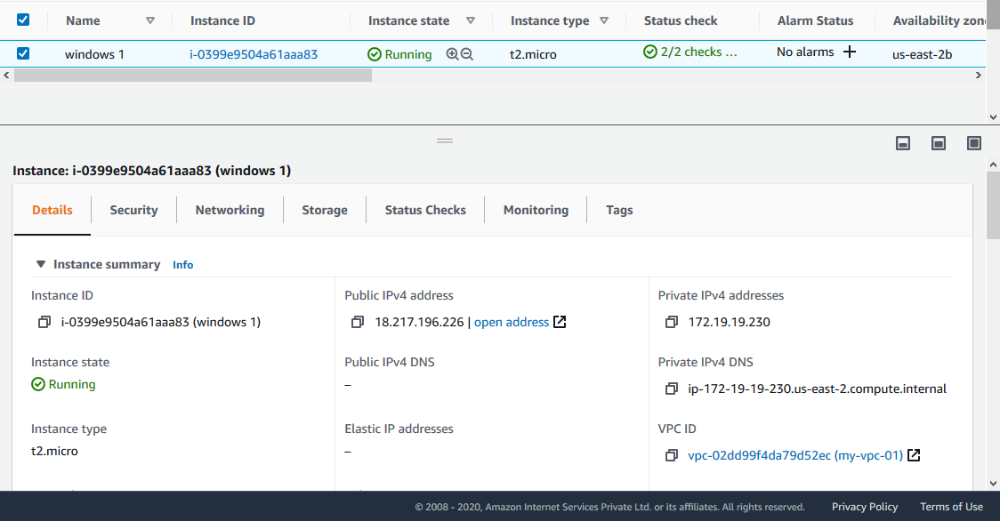 Name Instance ID Instance state Instance type Status check Alarm Status Availability zon
windows 1 i-0399e9504a61aaa83 Running t2.micro 2/2 checks ... No alarms + us-east-2b
Instance: i-0399e9504a61aaa83 (windows 1)
Details Security Networking Storage Status Checks Monitoring Tags
Instance summary Info
Instance ID Public IPv4 address Private IPv4 addresses
i-0399e9504a61aaa83 (windows 1) 18.217.196.226 | open address 172.19.19.230
Instance state Public IPv4 DNS Private IPv4 DNS
Running – ip-172-19-19-230.us-east-2.compute.internal
Instance type Elastic IP addresses VPC ID
t2.micro – vpc-02dd99f4da79d52ec (my-vpc-01)
© 2008 - 2020, Amazon Internet Services Private Ltd. or its affiliates. All rights reserved. Privacy Policy Terms of Use